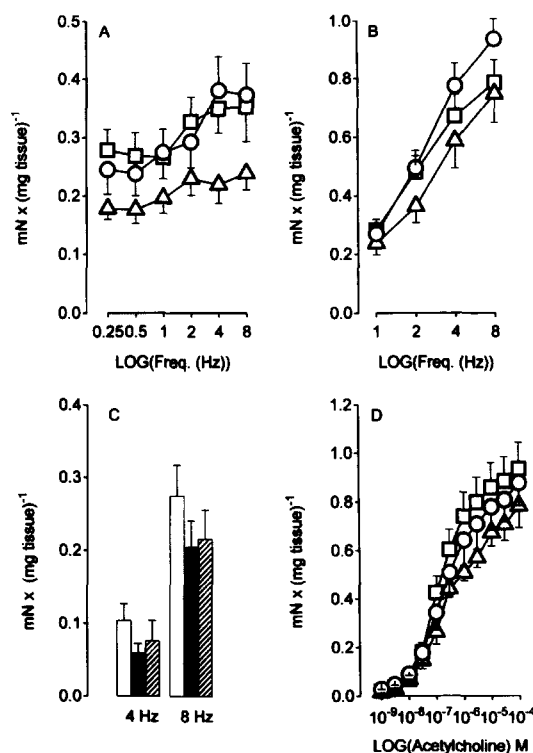 A
0.5
0.4
0.3
0.2
0.1
0.0
mN x (mg tissue)⁻¹
0.25 0.5 1 2 4 8
LOG(Freq. (Hz))
B
1.0
0.8
0.6
0.4
0.2
0.0
mN x (mg tissue)⁻¹
1 2 4 8
LOG(Freq. (Hz))
C
0.4
0.3
0.2
0.1
0.0
mN x (mg tissue)⁻¹
4 Hz 8 Hz
D
1.2
1.0
0.8
0.6
0.4
0.2
0.0
mN x (mg tissue)⁻¹
10⁻⁹ 10⁻⁸ 10⁻⁷ 10⁻⁶ 10⁻⁵ 10⁻⁴
LOG(Acetylcholine) M